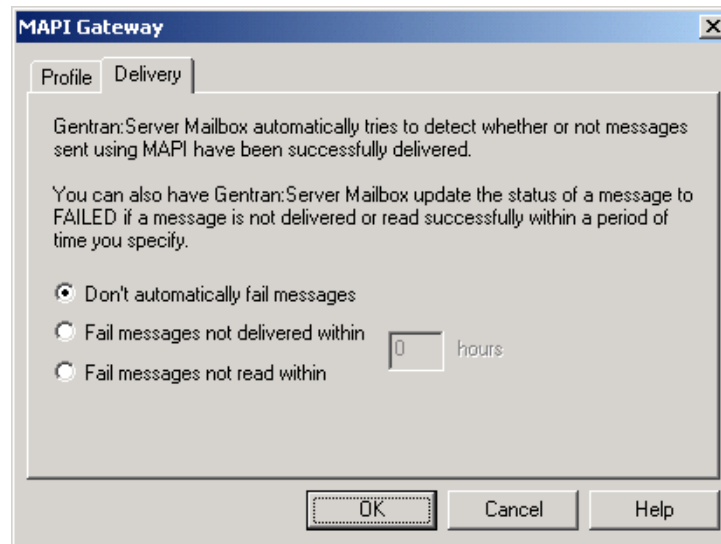 MAPI Gateway
Profile
Delivery
Gentran:Server Mailbox automatically tries to detect whether or not messages
sent using MAPI have been successfully delivered.
You can also have Gentran:Server Mailbox update the status of a message to
FAILED if a message is not delivered or read successfully within a period of
time you specify.
Don't automatically fail messages
Fail messages not delivered within
0 hours
Fail messages not read within
OK
Cancel
Help